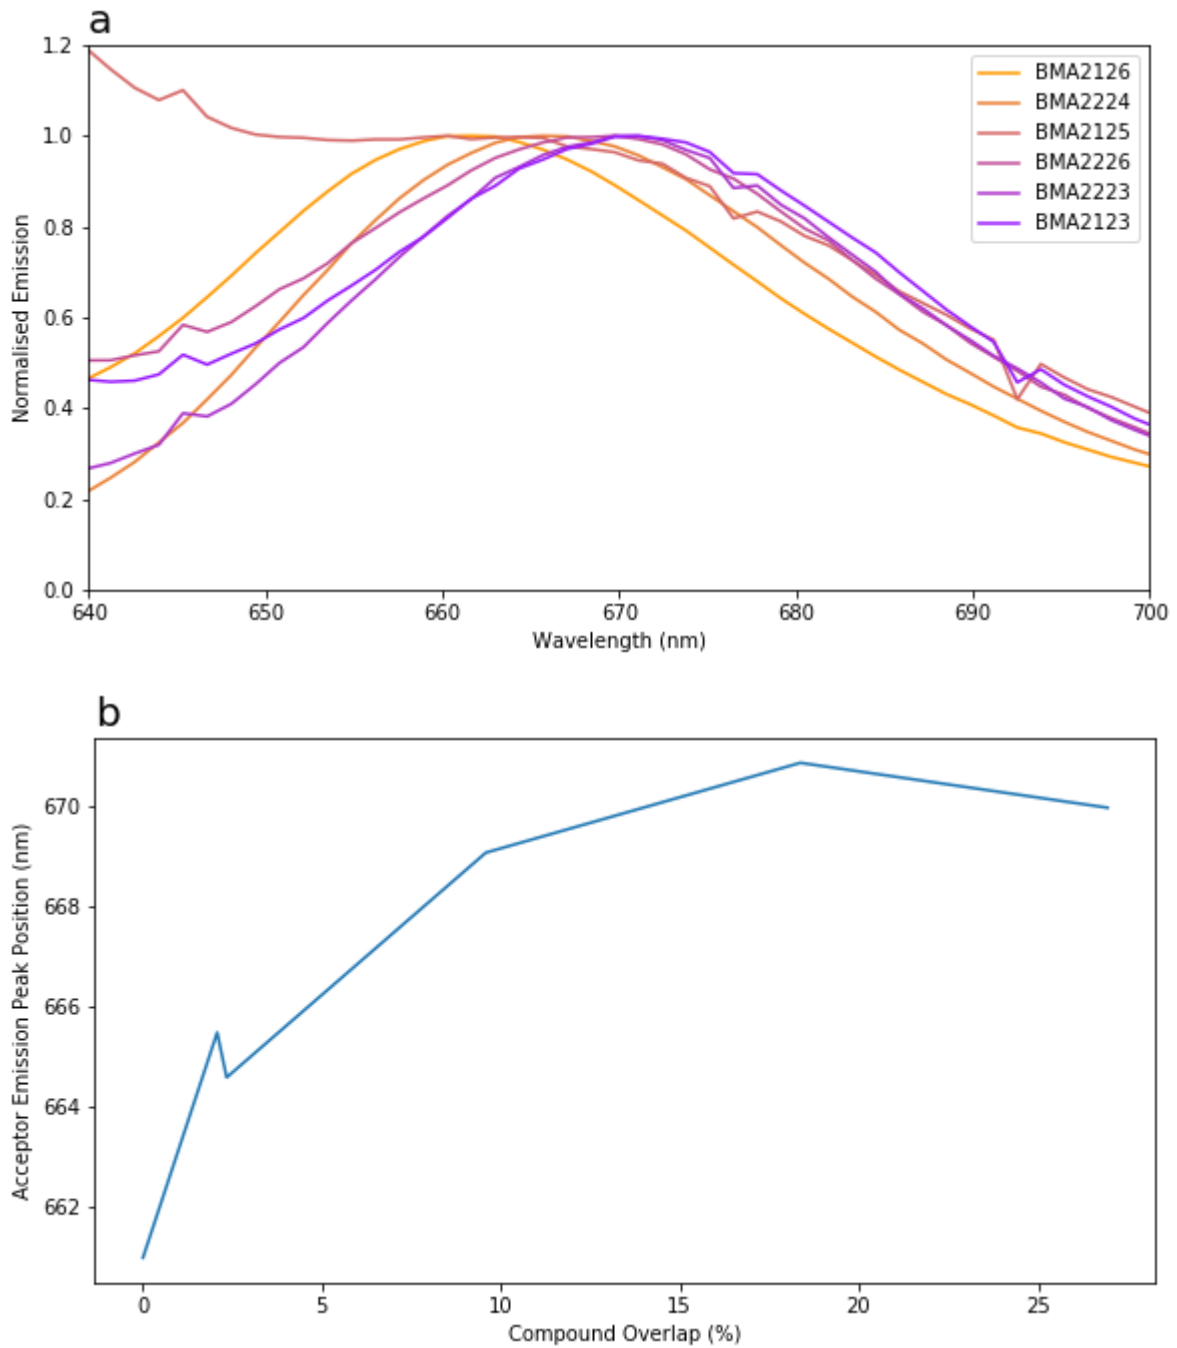 a
1.2
1.0
0.8
0.6
0.4
0.2
0.0
Normalised Emission
BMA2126
BMA2224
BMA2125
BMA2226
BMA2223
BMA2123
640 650 660 670 680 690 700
Wavelength (nm)
b
670
668
666
664
662
Acceptor Emission Peak Position (nm)
0 5 10 15 20 25
Compound Overlap (%)